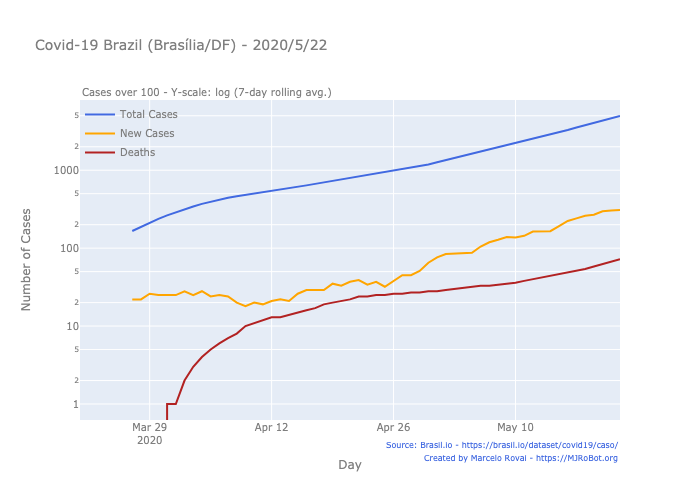 Covid-19 Brazil (Brasília/DF) - 2020/5/22
Cases over 100 - Y-scale: log (7-day rolling avg.)
Total Cases
New Cases
Deaths
5
2
1000
5
2
100
5
2
10
5
2
1
Number of Cases
Mar 29
2020
Apr 12
Apr 26
May 10
Day
Source: Brasil.io - https://brasil.io/dataset/covid19/caso/
Created by Marcelo Rovai - https://MJRoBot.org